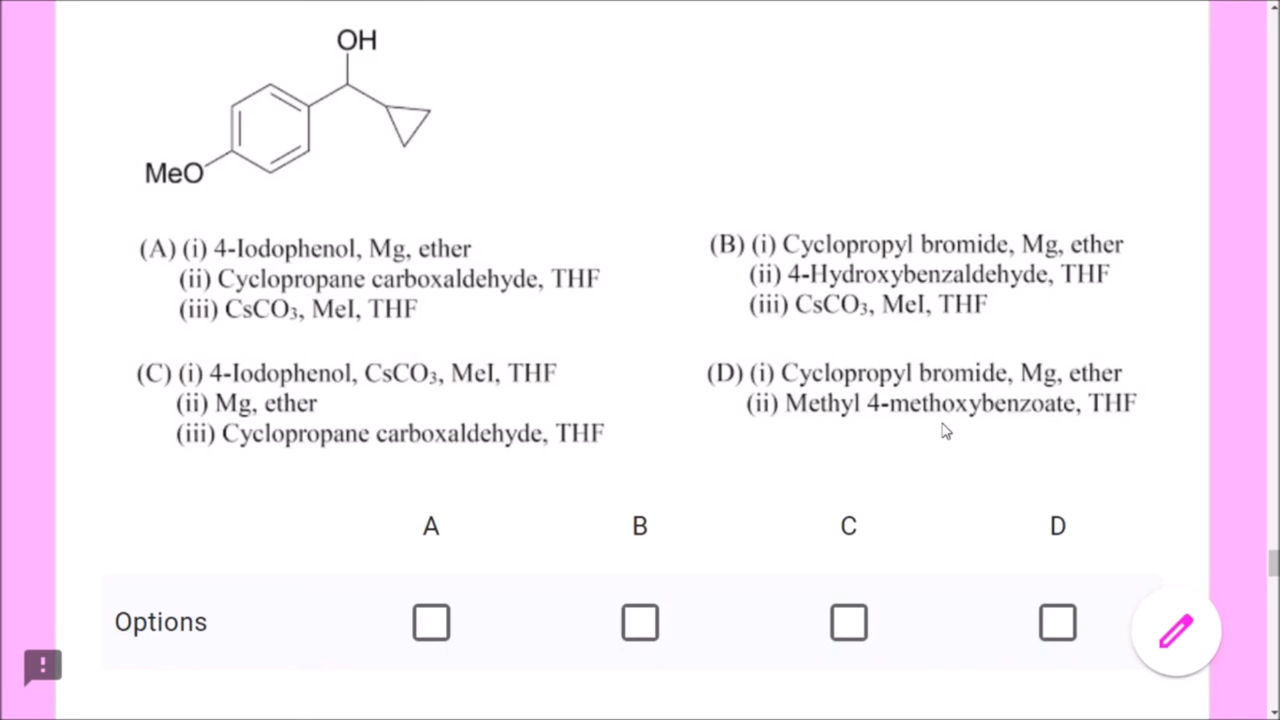 OH
MeO
(A) (i) 4-Iodophenol, Mg, ether
(ii) Cyclopropane carboxaldehyde, THF
(iii) CsCO₃, MeI, THF
(B) (i) Cyclopropyl bromide, Mg, ether
(ii) 4-Hydroxybenzaldehyde, THF
(iii) CsCO₃, MeI, THF
(C) (i) 4-Iodophenol, CsCO₃, MeI, THF
(ii) Mg, ether
(iii) Cyclopropane carboxaldehyde, THF
(D) (i) Cyclopropyl bromide, Mg, ether
(ii) Methyl 4-methoxybenzoate, THF
A B C D
Options